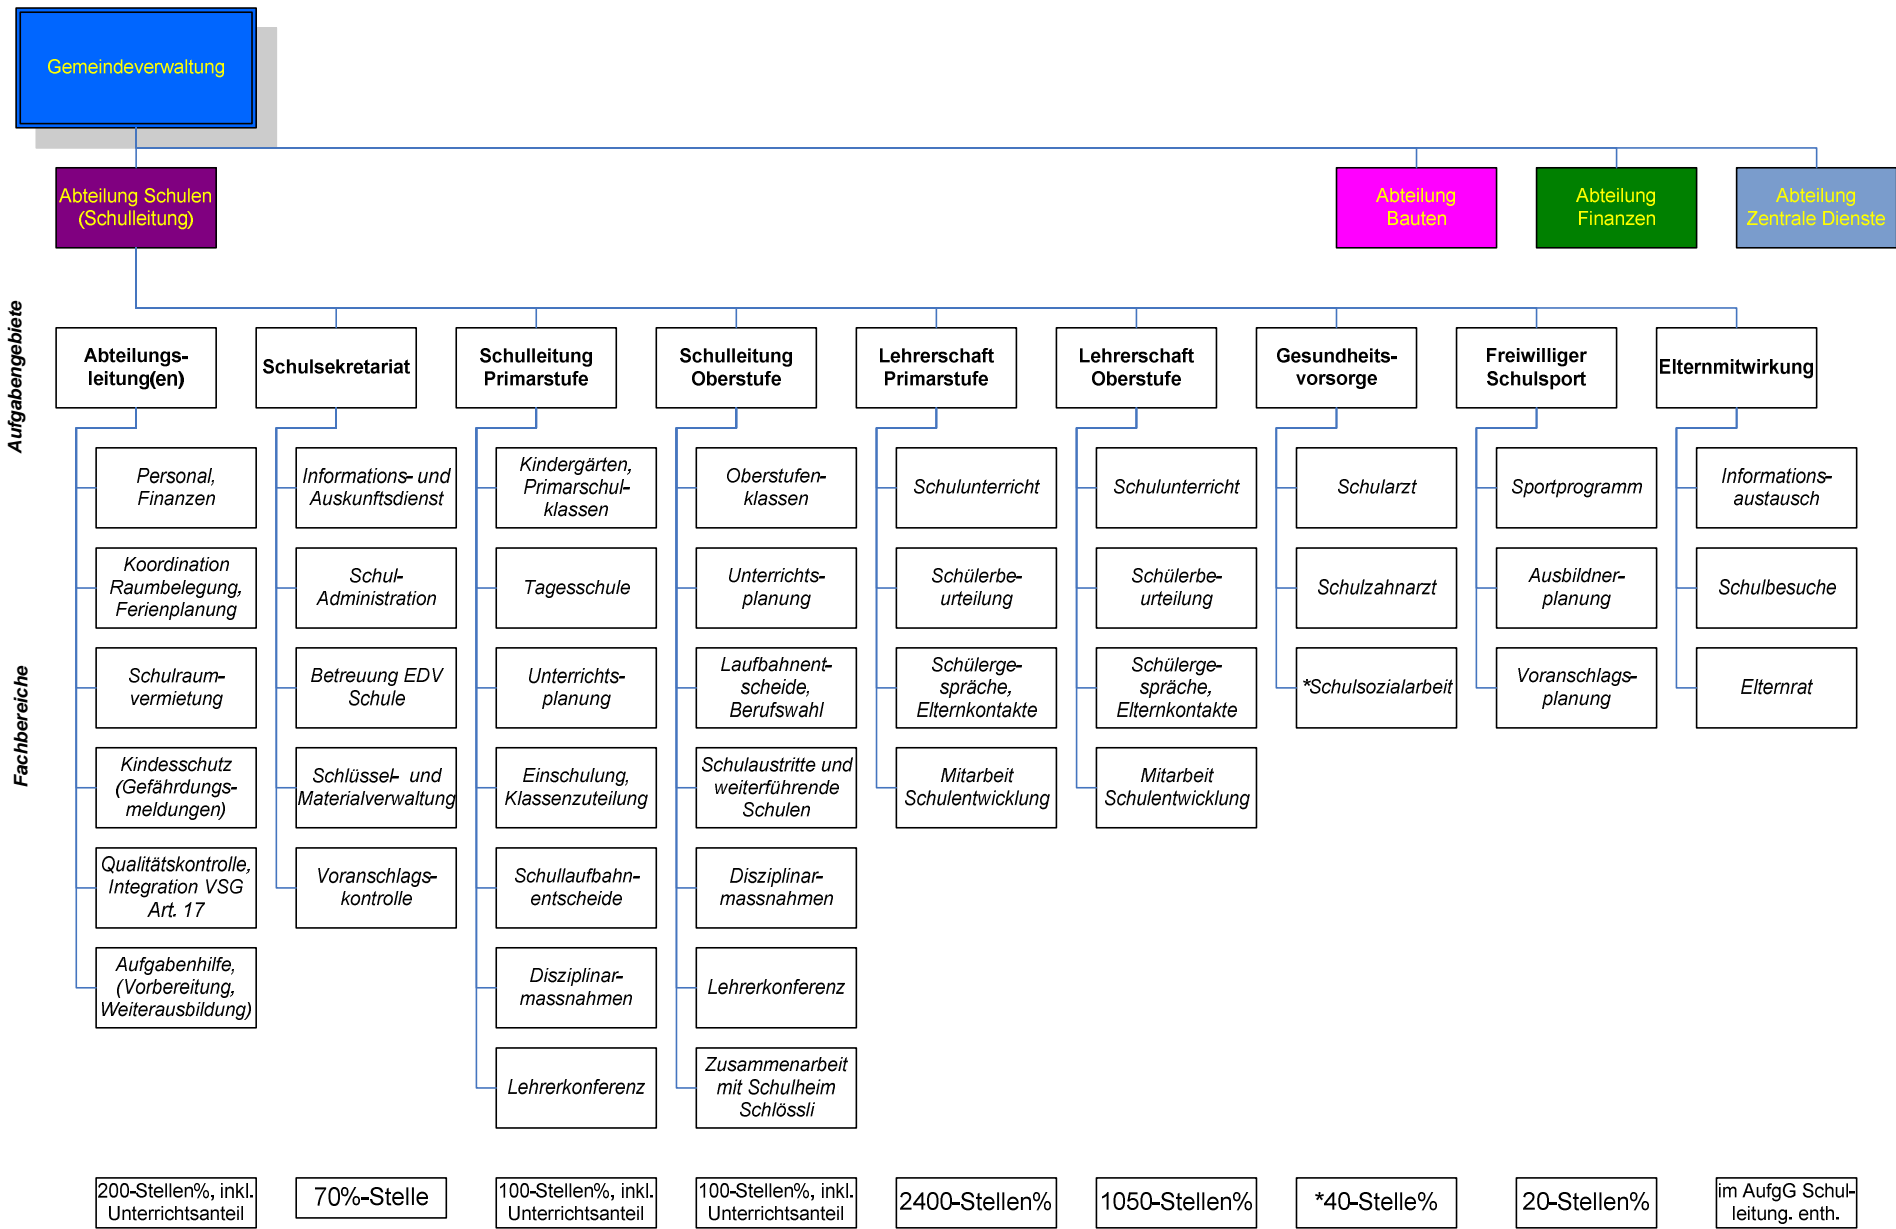 Gemeindeverwaltung
Abteilung Schulen
(Schulleitung)
Abteilung
Bauten
Abteilung
Finanzen
Abteilung
Zentrale Dienste
Aufgabengebiete
Abteilungs-
leitung(en)
Schulsekretariat
Schulleitung
Primarstufe
Schulleitung
Oberstufe
Lehrerschaft
Primarstufe
Lehrerschaft
Oberstufe
Gesundheits-
vorsorge
Freiwilliger
Schulsport
Elternmitwirkung
Fachbereiche
Personal,
Finanzen
Koordination
Raumbelegung,
Ferienplanung
Schulraum-
vermietung
Kindesschutz
(Gefährdungs-
meldungen)
Qualitätskontrolle,
Integration VSG
Art. 17
Aufgabenhilfe,
(Vorbereitung,
Weiterausbildung)
Informations- und
Auskunftsdienst
Schul-
Administration
Betreuung EDV
Schule
Schlüssel- und
Materialverwaltung
Voranschlags-
kontrolle
Kindergärten,
Primarschul-
klassen
Tagesschule
Unterrichts-
planung
Einschulung,
Klassenzuteilung
Schullaufbahn-
entscheide
Disziplinar-
massnahmen
Lehrerkonferenz
Oberstufen-
klassen
Unterrichts-
planung
Laufbahnent-
scheide,
Berufswahl
Schulaustritte und
weiterführende
Schulen
Disziplinar-
massnahmen
Lehrerkonferenz
Zusammenarbeit
mit Schulheim
Schlössli
Schulunterricht
Schülerbe-
urteilung
Schülerge-
spräche,
Elternkontakte
Mitarbeit
Schulentwicklung
Schulunterricht
Schülerbe-
urteilung
Schülerge-
spräche,
Elternkontakte
Mitarbeit
Schulentwicklung
Schularzt
Schulzahnarzt
*Schulsozialarbeit
Sportprogramm
Ausbildner-
planung
Voranschlags-
planung
Informations-
austausch
Schulbesuche
Elternrat
200-Stellen%, inkl.
Unterrichtsanteil
70%-Stelle
100-Stellen%, inkl.
Unterrichtsanteil
100-Stellen%, inkl.
Unterrichtsanteil
2400-Stellen%
1050-Stellen%
*40-Stelle%
20-Stellen%
im AufgG Schul-
leitung. enth.